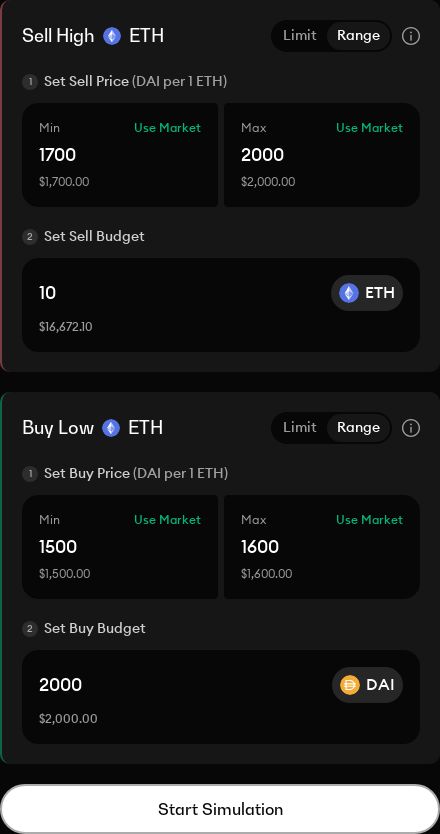 Sell High ETH Limit Range
1 Set Sell Price (DAI per 1 ETH)
Min Use Market Max Use Market
1700 2000
$1,700.00 $2,000.00
2 Set Sell Budget
10 ETH
$16,672.10
Buy Low ETH Limit Range
1 Set Buy Price (DAI per 1 ETH)
Min Use Market Max Use Market
1500 1600
$1,500.00 $1,600.00
2 Set Buy Budget
2000 DAI
$2,000.00
Start Simulation